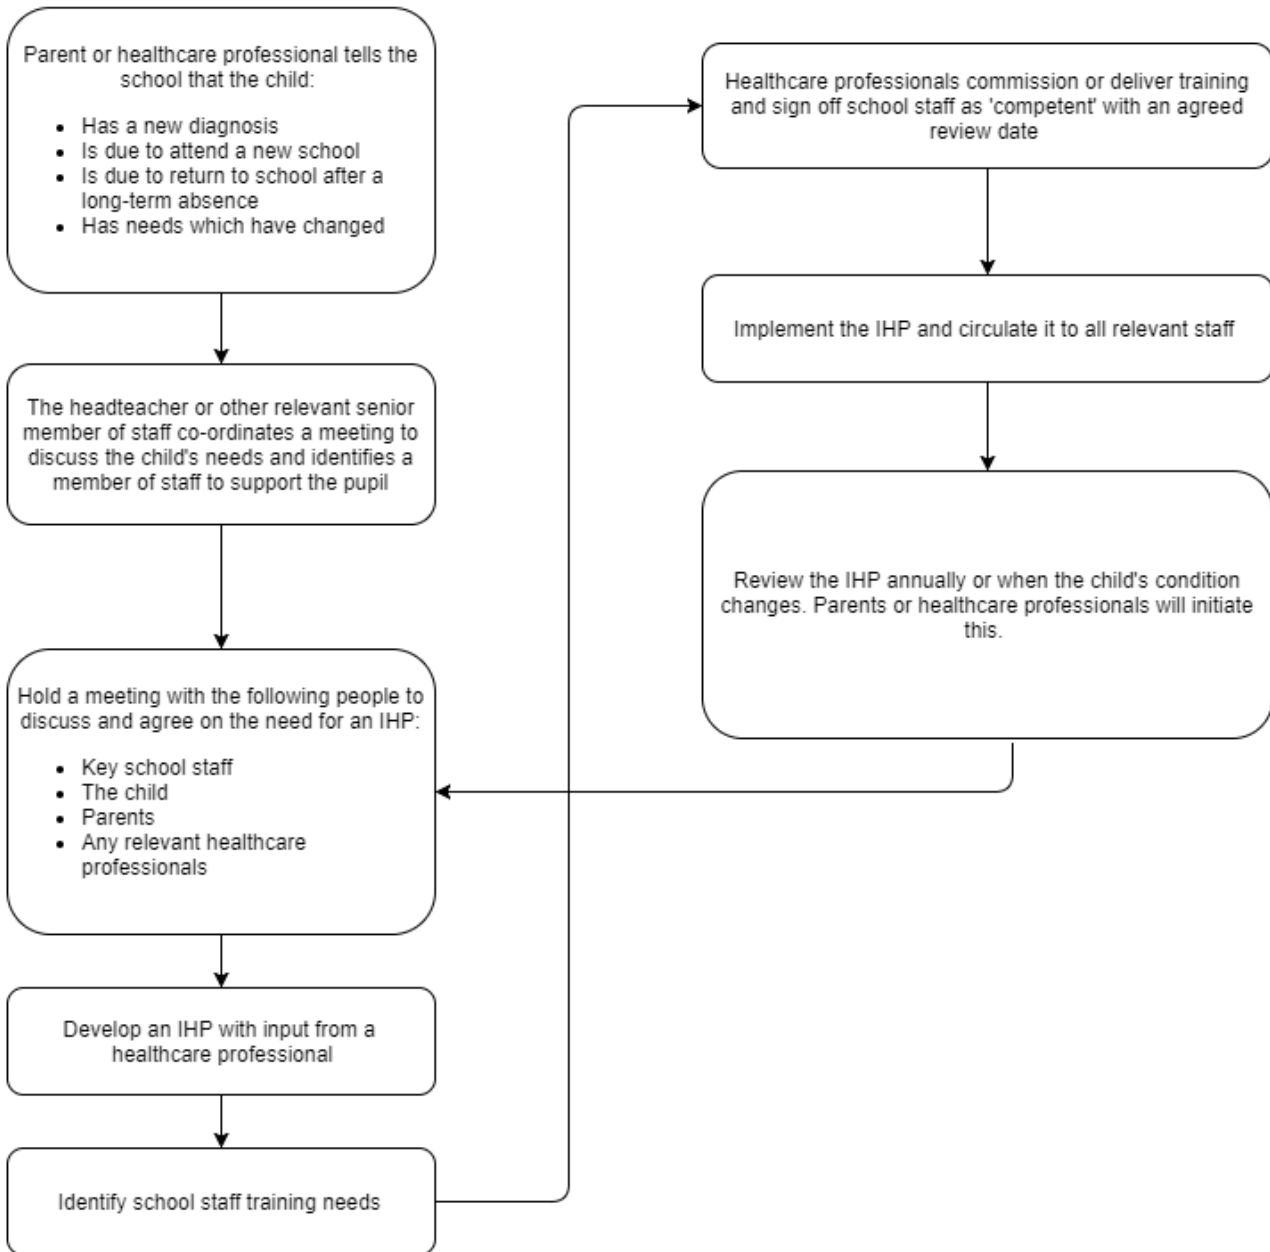 Parent or healthcare professional tells the
school that the child:
• Has a new diagnosis
• Is due to attend a new school
• Is due to return to school after a
long-term absence
• Has needs which have changed
The headteacher or other relevant senior
member of staff co-ordinates a meeting to
discuss the child's needs and identifies a
member of staff to support the pupil
Hold a meeting with the following people to
discuss and agree on the need for an IHP:
• Key school staff
• The child
• Parents
• Any relevant healthcare
professionals
Develop an IHP with input from a
healthcare professional
Identify school staff training needs
Healthcare professionals commission or deliver training
and sign off school staff as 'competent' with an agreed
review date
Implement the IHP and circulate it to all relevant staff
Review the IHP annually or when the child's condition
changes. Parents or healthcare professionals will initiate
this.